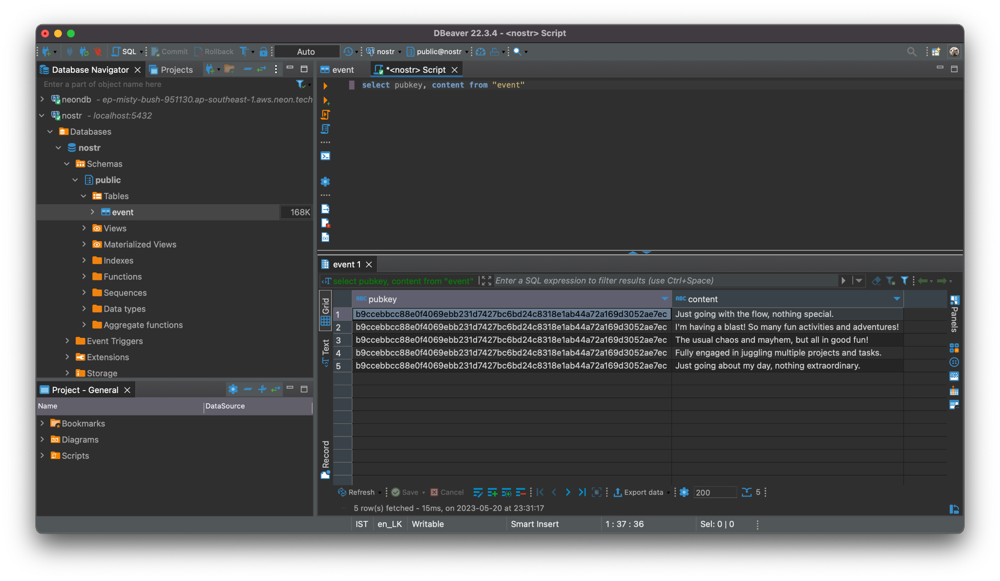 DBeaver 22.3.4 - <nostr> Script
SQL Commit Rollback Auto nostr public@nostr
Database Navigator Projects
Enter a part of object name here
neondb - ep-misty-bush-951130.ap-southeast-1.aws.neon.tech
nostr - localhost:5432
Databases
nostr
Schemas
public
Tables
event 168K
Views
Materialized Views
Indexes
Functions
Sequences
Data types
Aggregate functions
Event Triggers
Extensions
Storage
Project - General
Name DataSource
Bookmarks
Diagrams
Scripts
event *<nostr> Script
select pubkey, content from "event"
event 1
select pubkey, content from "event" Enter a SQL expression to filter results (use Ctrl+Space)
Grid
Text
Record
ABC pubkey ABC content
1 b9ccebbcc88e0f4069ebb231d7427bc6bd24c8318e1ab44a72a169d3052ae7ec Just going with the flow, nothing special.
2 b9ccebbcc88e0f4069ebb231d7427bc6bd24c8318e1ab44a72a169d3052ae7ec I'm having a blast! So many fun activities and adventures!
3 b9ccebbcc88e0f4069ebb231d7427bc6bd24c8318e1ab44a72a169d3052ae7ec The usual chaos and mayhem, but all in good fun!
4 b9ccebbcc88e0f4069ebb231d7427bc6bd24c8318e1ab44a72a169d3052ae7ec Fully engaged in juggling multiple projects and tasks.
5 b9ccebbcc88e0f4069ebb231d7427bc6bd24c8318e1ab44a72a169d3052ae7ec Just going about my day, nothing extraordinary.
Panels
Refresh Save Cancel Export data 200 5
5 row(s) fetched - 15ms, on 2023-05-20 at 23:31:17
IST en_LK Writable Smart Insert 1 : 37 : 36 Sel: 0 | 0